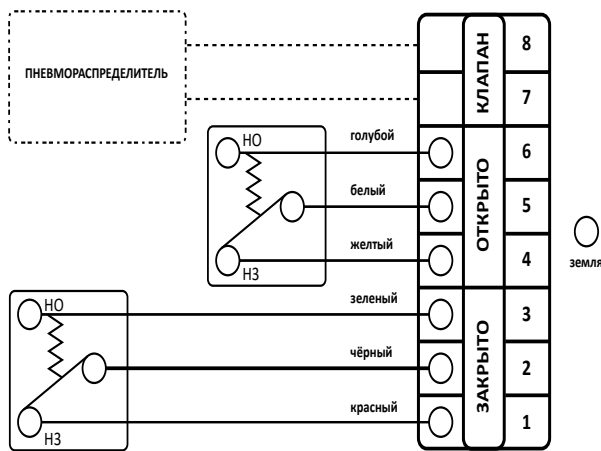 ПНЕВМОРАСПРЕДЕЛИТЕЛЬ
КЛАПАН
8
7
НО
голубой
6
белый
ОТКРЫТО
5
желтый
4
НЗ
земля
НО
зеленый
3
чёрный
ЗАКРЫТО
2
красный
1
НЗ